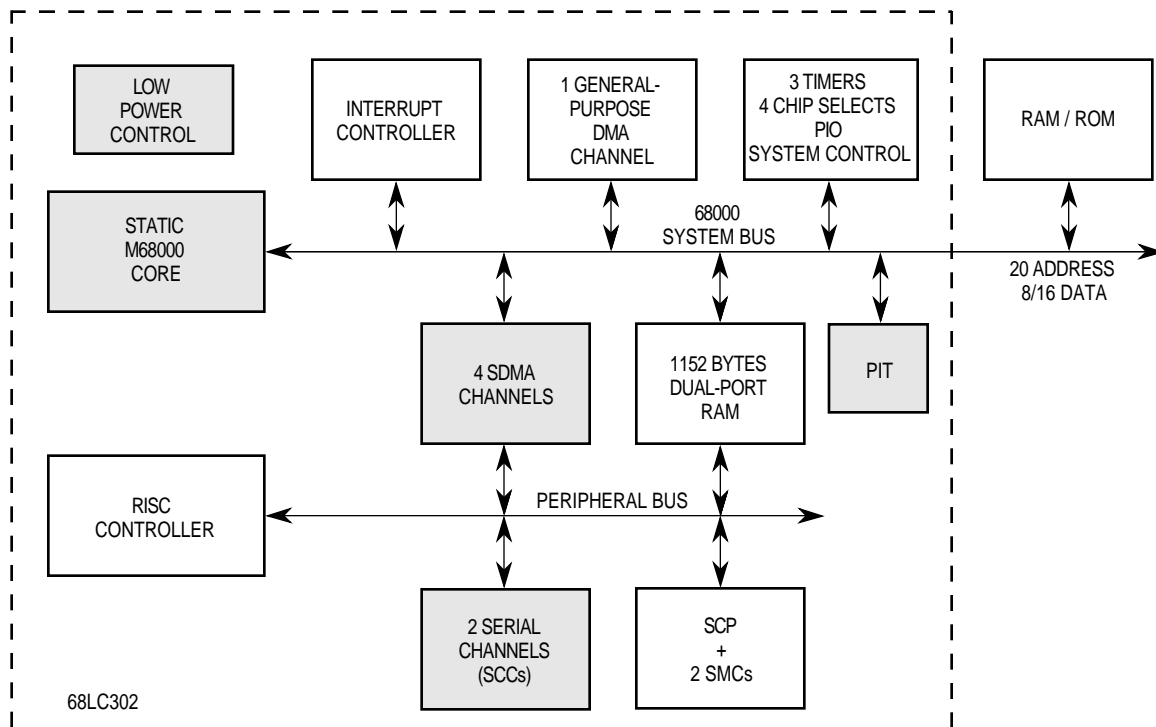 LOW
POWER
CONTROL
INTERRUPT
CONTROLLER
1 GENERAL-
PURPOSE
DMA
CHANNEL
3 TIMERS
4 CHIP SELECTS
PIO
SYSTEM CONTROL
RAM / ROM
STATIC
M68000
CORE
68000
SYSTEM BUS
20 ADDRESS
8/16 DATA
4 SDMA
CHANNELS
1152 BYTES
DUAL-PORT
RAM
PIT
RISC
CONTROLLER
PERIPHERAL BUS
2 SERIAL
CHANNELS
(SCCs)
SCP
+
2 SMCs
68LC302